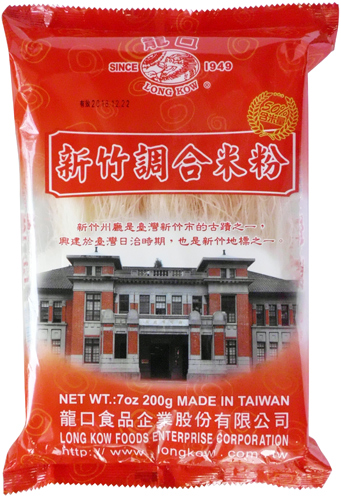 龍口
SINCE 1949
LONG KOW
新竹調合米粉
新竹州廳是臺灣新竹市的古蹟之一，
興建於臺灣日治時期，也是新竹地標之一
NET WT.:7oz 200g MADE IN TAIWAN
龍口食品企業股份有限公司
LONG KOW FOODS ENTERPRISE CORPORATION
http://www.longkow.com.tw